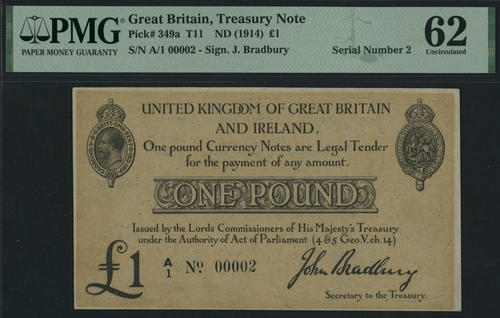 PMG
PAPER MONEY GUARANTY
Great Britain, Treasury Note
Pick# 349a T11 ND (1914) £1
S/N A/1 00002 - Sign. J. Bradbury
Serial Number 2
62
Uncirculated
UNITED KINGDOM OF GREAT BRITAIN
AND IRELAND.
One pound Currency Notes are Legal Tender
for the payment of any amount.
ONE POUND
Issued by the Lords Commissioners of His Majesty's Treasury
under the Authority of Act of Parliament (4 & 5 Geo.V. ch.14)
£1 A/1 No 00002
John Bradbury
Secretary to the Treasury.